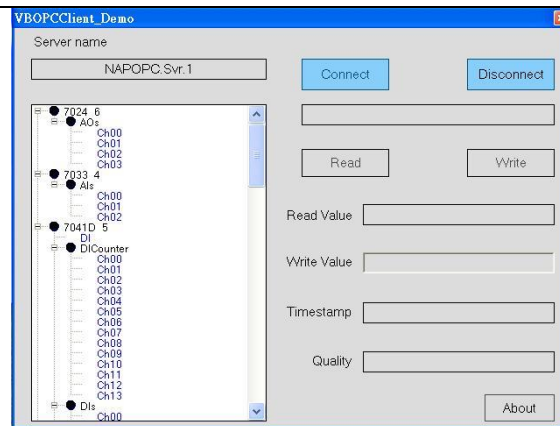 VBOPCClient_Demo
Server name
NAPOPC.Svr.1
Connect
Disconnect
7024 6
AOs
Ch00
Ch01
Ch02
Ch03
7033 4
AIs
Ch00
Ch01
Ch02
7041D 5
DI
DICounter
Ch00
Ch01
Ch02
Ch03
Ch04
Ch05
Ch06
Ch07
Ch08
Ch09
Ch10
Ch11
Ch12
Ch13
DIs
Ch00
Read
Write
Read Value
Write Value
Timestamp
Quality
About